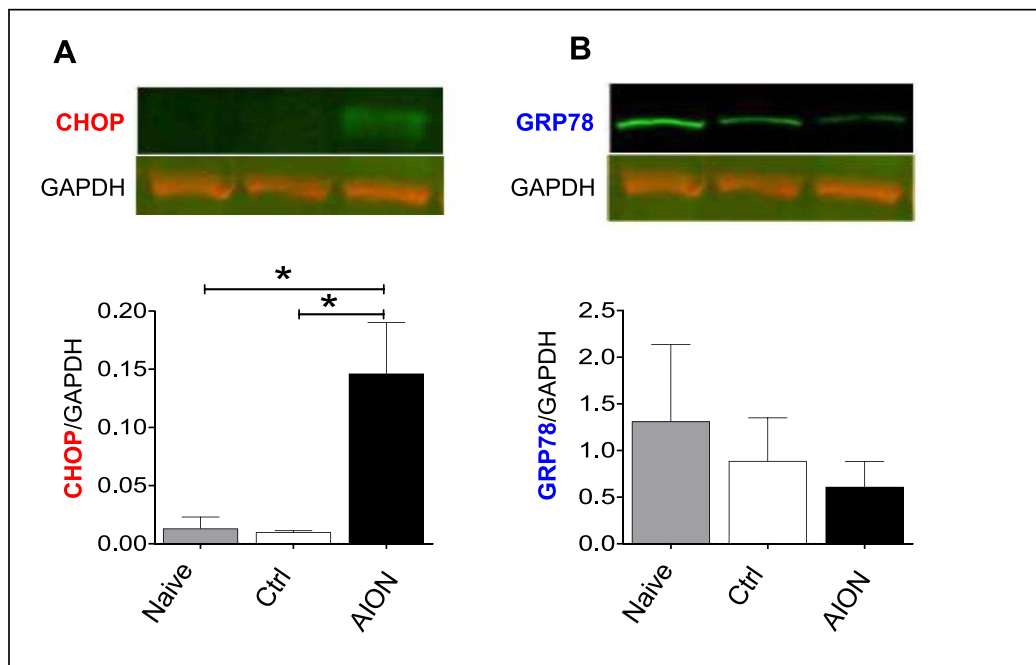 A
CHOP
GAPDH
*
*
0.20
0.15
0.10
0.05
0.00
CHOP/GAPDH
Naive
Ctrl
AION
B
GRP78
GAPDH
2.5
2.0
1.5
1.0
0.5
0.0
GRP78/GAPDH
Naive
Ctrl
AION